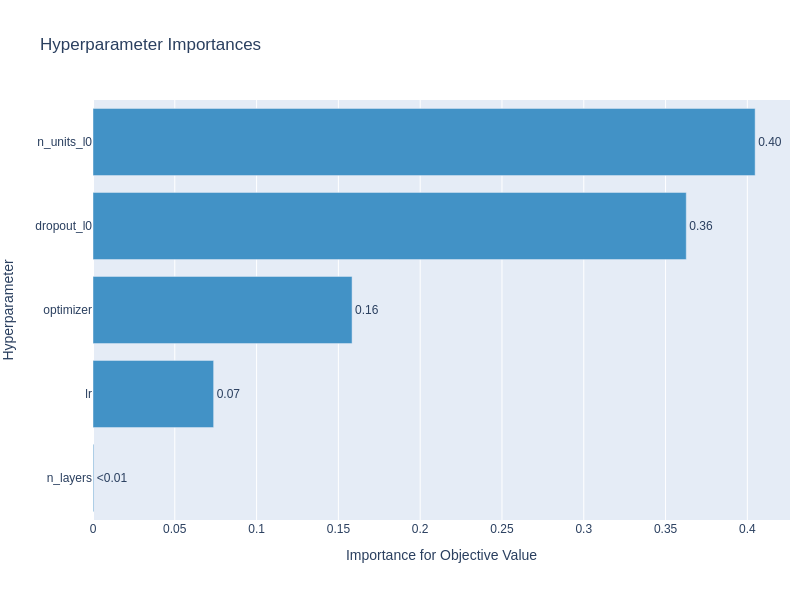 Hyperparameter Importances
Hyperparameter
n_units_l0
0.40
dropout_l0
0.36
optimizer
0.16
lr
0.07
n_layers
<0.01
0 0.05 0.1 0.15 0.2 0.25 0.3 0.35 0.4
Importance for Objective Value